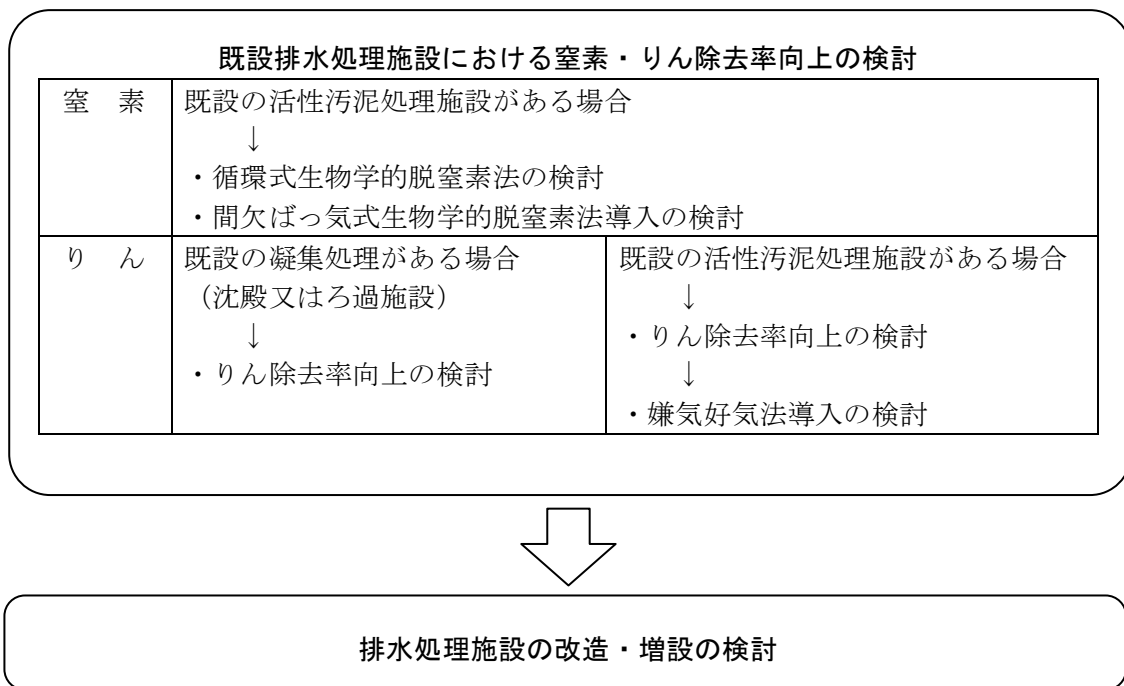 既設排水処理施設における窒素・りん除去率向上の検討
窒　素
既設の活性汚泥処理施設がある場合
↓
・循環式生物学的脱窒素法の検討
・間欠ばっ気式生物学的脱窒素法導入の検討
り　ん
既設の凝集処理がある場合
（沈殿又はろ過施設）
↓
・りん除去率向上の検討
既設の活性汚泥処理施設がある場合
↓
・りん除去率向上の検討
↓
・嫌気好気法導入の検討
排水処理施設の改造・増設の検討